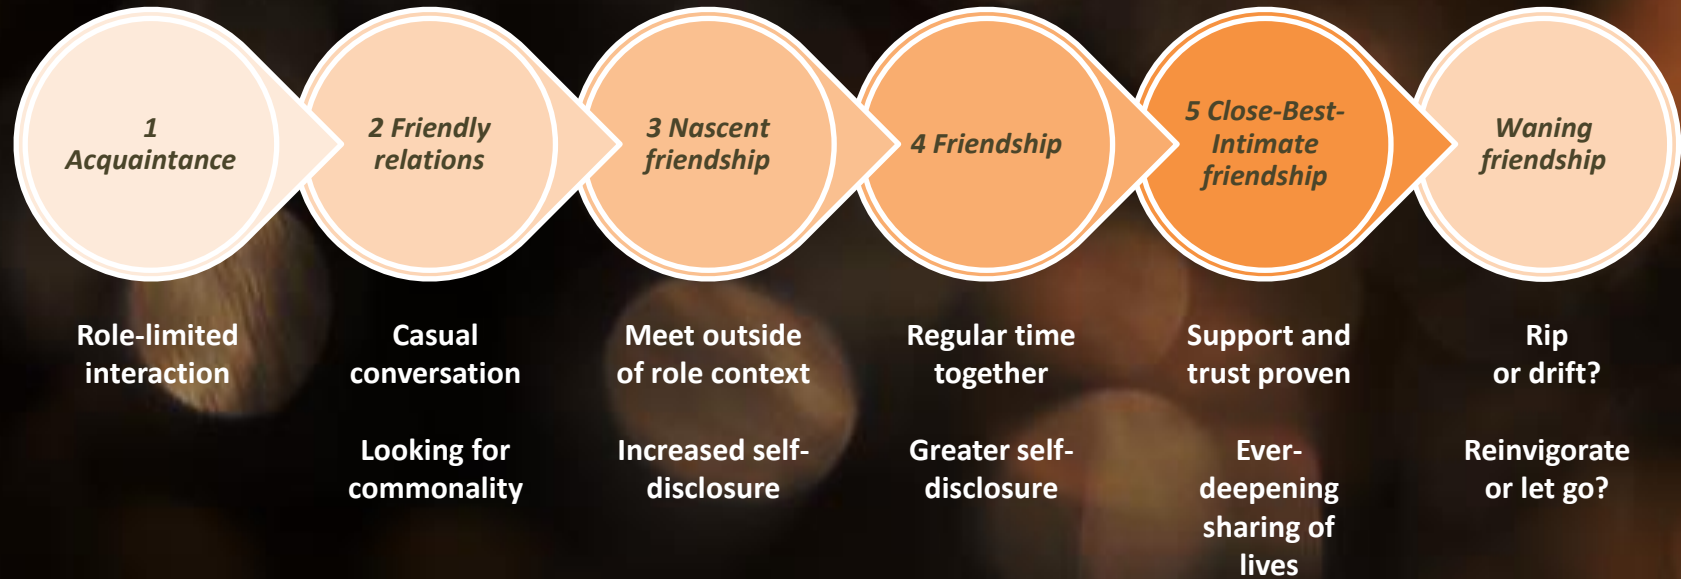 1
Acquaintance
2 Friendly
relations
3 Nascent
friendship
4 Friendship
5 Close-Best-
Intimate
friendship
Waning
friendship
Role-limited
interaction
Casual
conversation
Looking for
commonality
Meet outside
of role context
Increased self-
disclosure
Regular time
together
Greater self-
disclosure
Support and
trust proven
Ever-
deepening
sharing of
lives
Rip
or drift?
Reinvigorate
or let go?